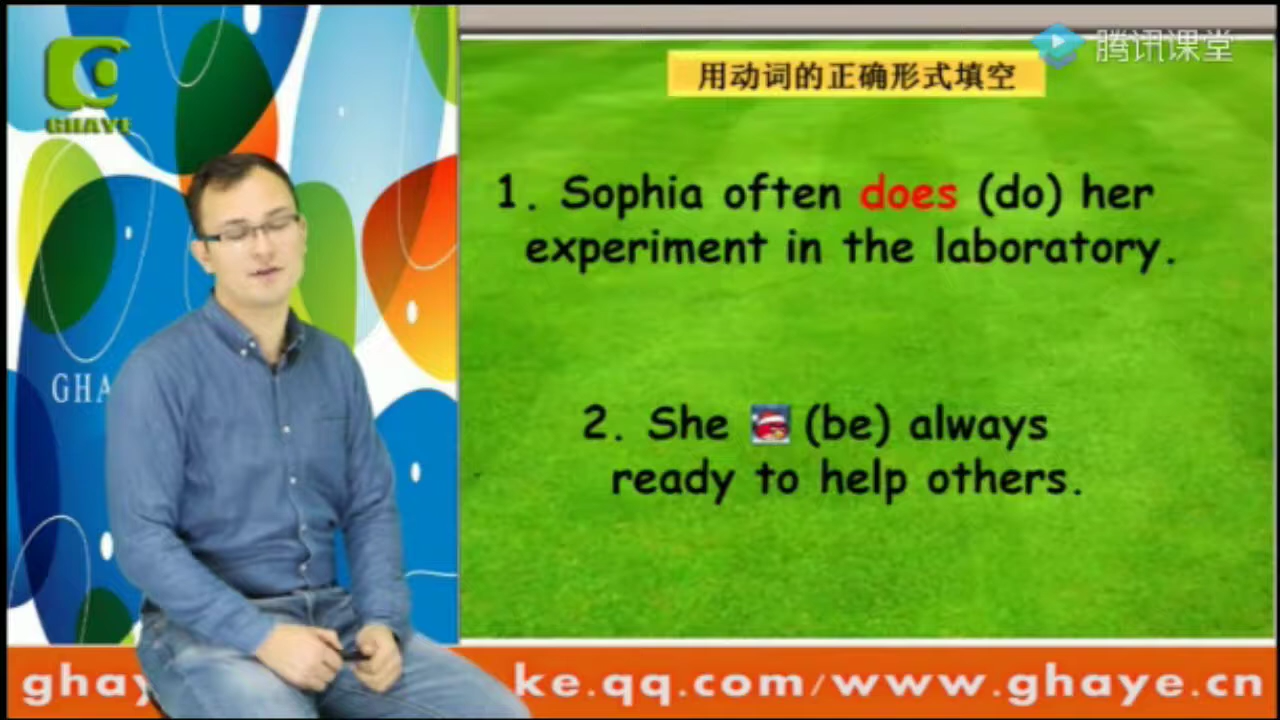 GHAYE
腾讯课堂
用动词的正确形式填空
1. Sophia often does (do) her
experiment in the laboratory.
GHA
2. She (be) always
ready to help others.
ghay
ke.qq.com/www.ghaye.cn